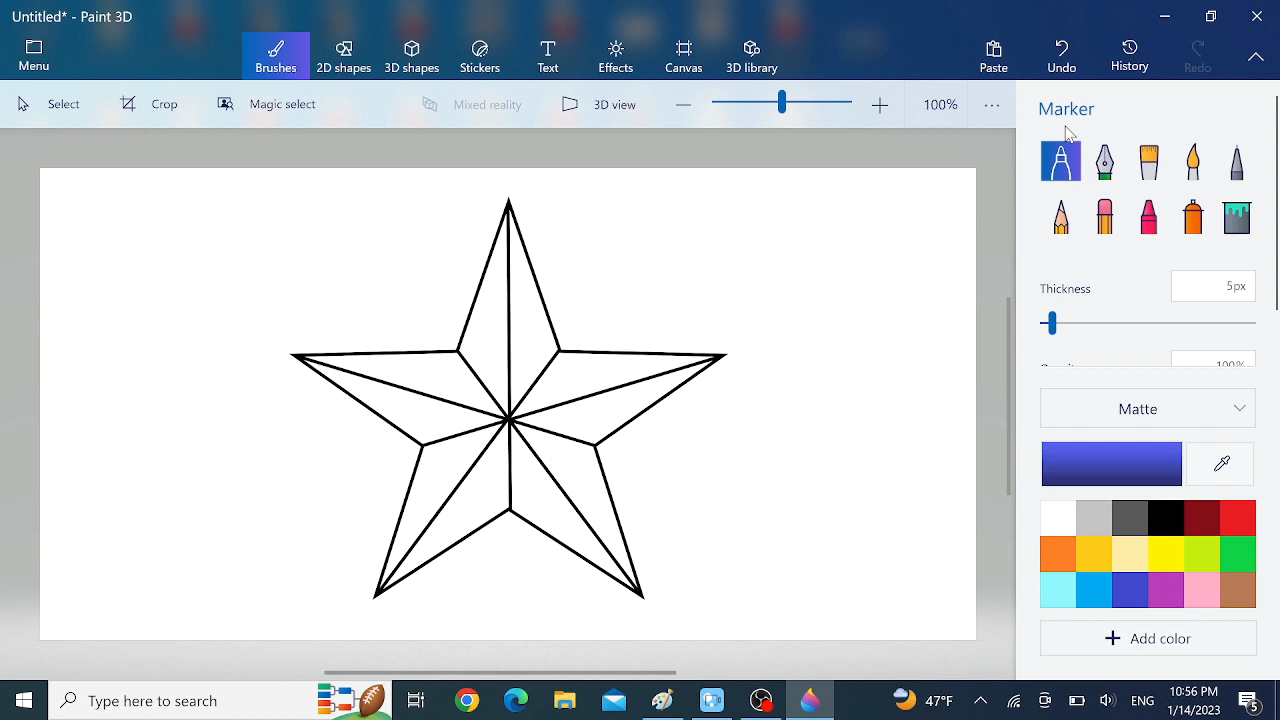 Untitled* - Paint 3D
Menu
Brushes
2D shapes
3D shapes
Stickers
Text
Effects
Canvas
3D library
Paste
Undo
History
Redo
Select
Crop
Magic select
Mixed reality
3D view
100%
Marker
Thickness
5px
100%
Matte
Add color
Type here to search
47°F
ENG
10:56 PM
1/14/2023
5